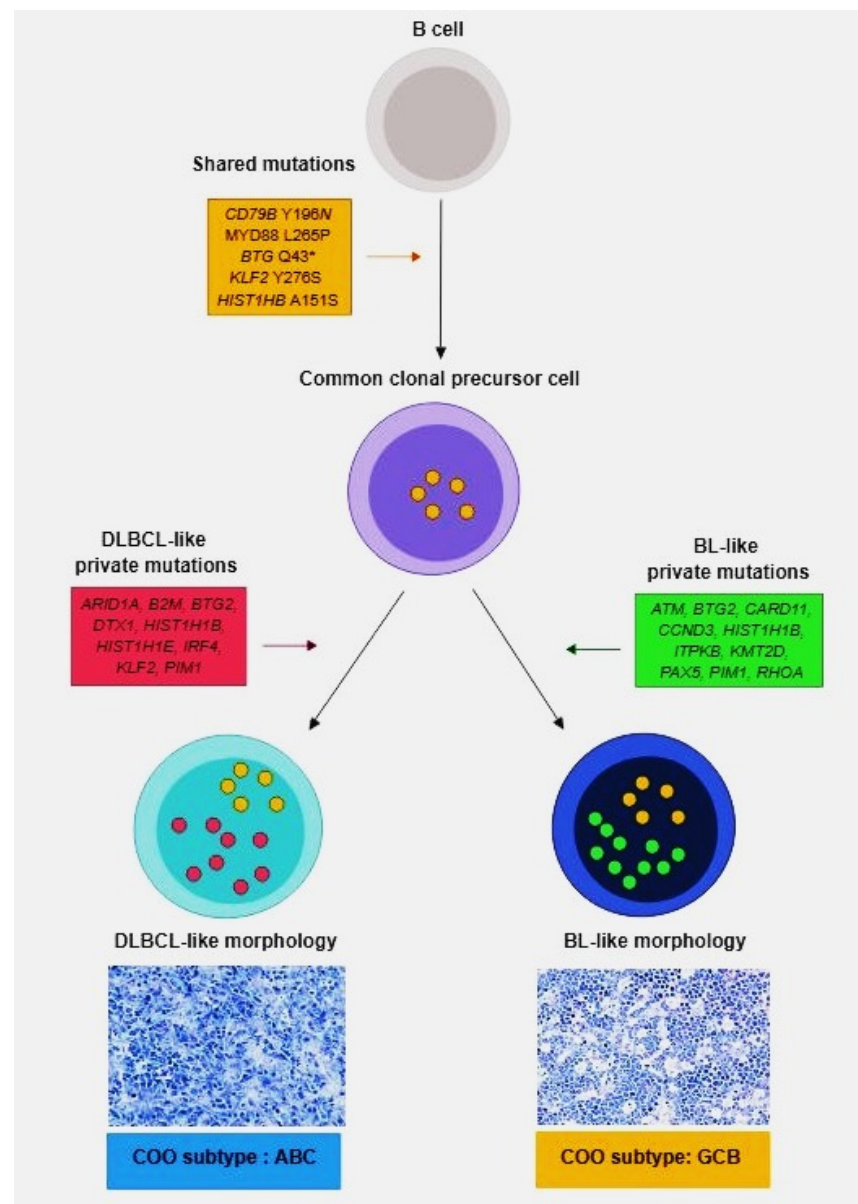 B cell
Shared mutations
CD79B Y196N
MYD88 L265P
BTG Q43*
KLF2 Y276S
HIST1HB A151S
Common clonal precursor cell
DLBCL-like
private mutations
ARID1A, B2M, BTG2,
DTX1, HIST1H1B,
HIST1H1E, IRF4,
KLF2, PIM1
BL-like
private mutations
ATM, BTG2, CARD11,
CCND3, HIST1H1B,
ITPKB, KMT2D,
PAX5, PIM1, RHOA
DLBCL-like morphology
BL-like morphology
COO subtype : ABC
COO subtype: GCB